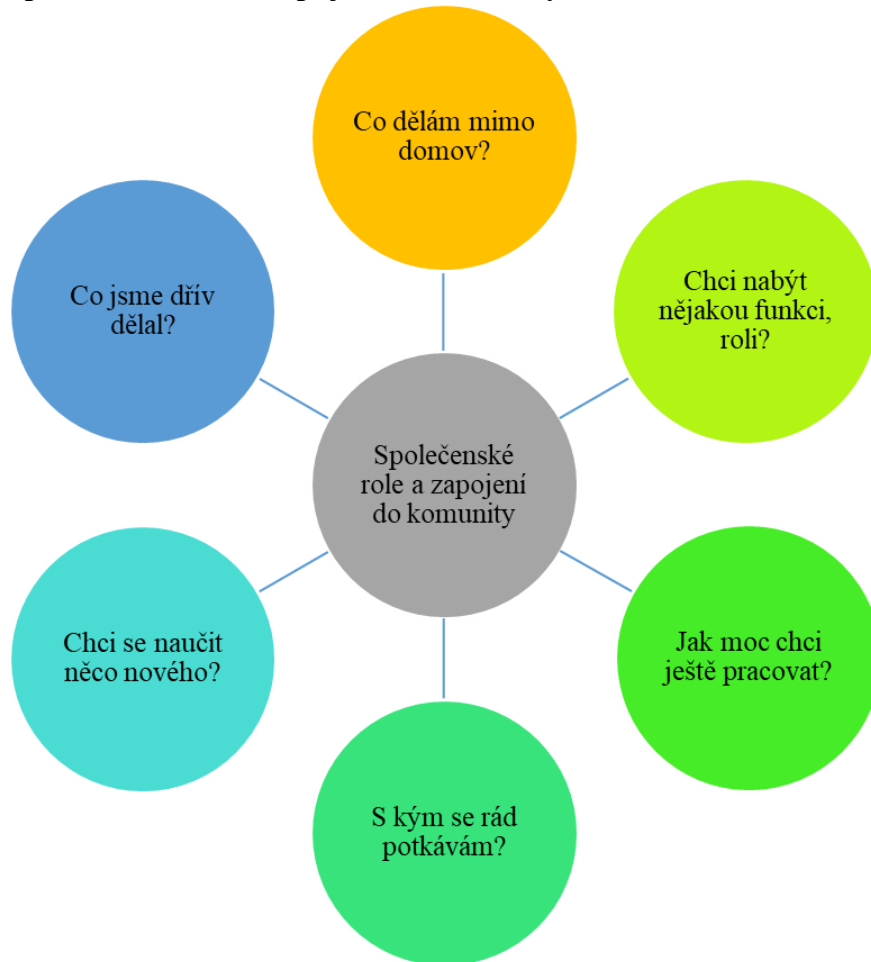 Co dělám mimo
domov?
Chci nabýt
nějakou funkci,
roli?
Jak moc chci
ještě pracovat?
S kým se rád
potkávám?
Chci se naučit
něco nového?
Co jsme dřív
dělal?
Společenské
role a zapojení
do komunity